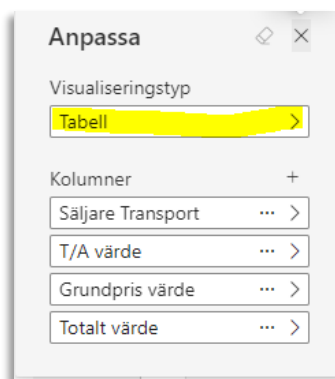 Anpassa
Visualiseringstyp
Tabell
Kolumner
Säljare Transport
T/A värde
Grundpris värde
Totalt värde